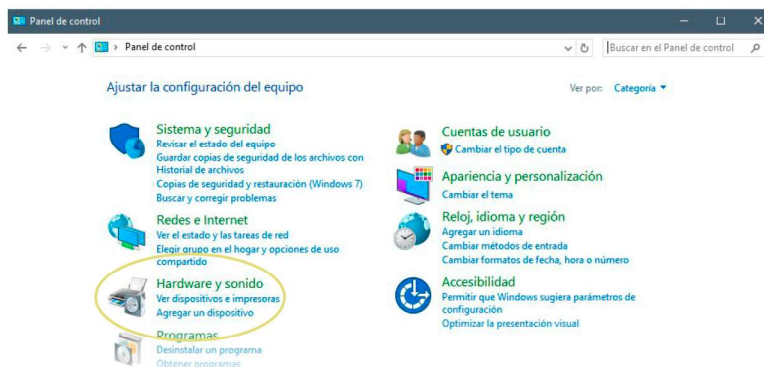 Panel de control
Panel de control
Buscar en el Panel de control
Ajustar la configuración del equipo
Ver por: Categoría
Sistema y seguridad
Revisar el estado del equipo
Guardar copias de seguridad de los archivos con
Historial de archivos
Copias de seguridad y restauración (Windows 7)
Buscar y corregir problemas
Redes e Internet
Ver el estado y las tareas de red
Elegir grupo en el hogar y opciones de uso
compartido
Hardware y sonido
Ver dispositivos e impresoras
Agregar un dispositivo
Programas
Desinstalar un programa
Obtener programas
Cuentas de usuario
Cambiar el tipo de cuenta
Apariencia y personalización
Cambiar el tema
Reloj, idioma y región
Agregar un idioma
Cambiar métodos de entrada
Cambiar formatos de fecha, hora o número
Accesibilidad
Permitir que Windows sugiera parámetros de
configuración
Optimizar la presentación visual